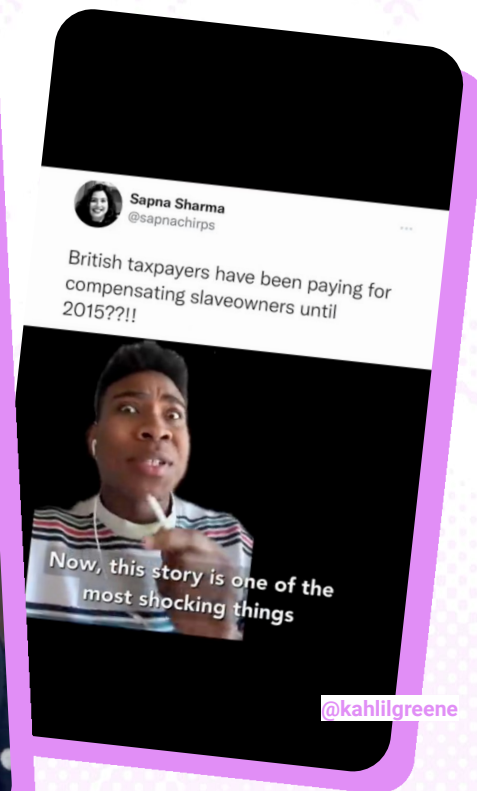 Sapna Sharma
@sapnachirps
British taxpayers have been paying for
compensating slaveowners until
2015??!!
Now, this story is one of the
most shocking things
@kahlilgreene